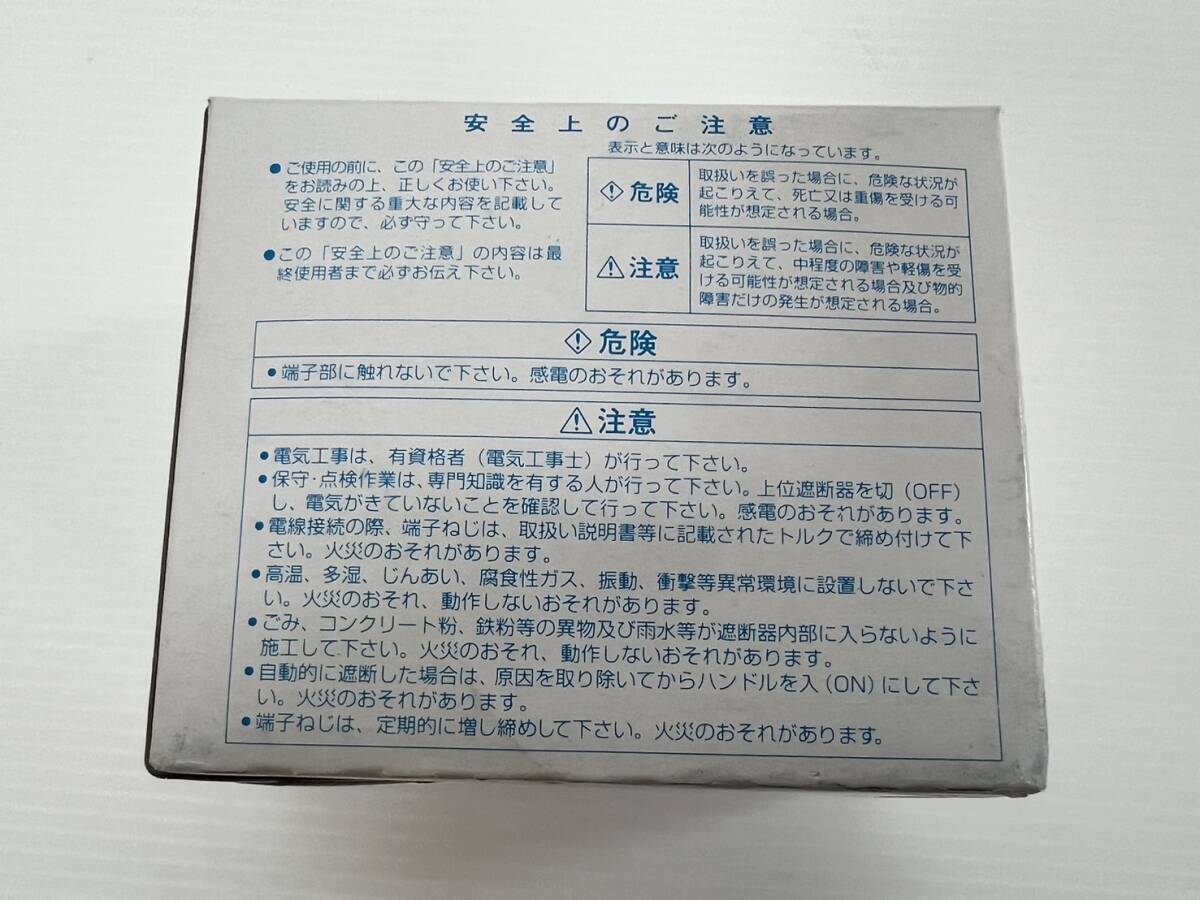 安全上のご注意
● ご使用の前に、この「安全上のご注意」
をお読みの上、正しくお使い下さい。
安全に関する重大な内容を記載して
いますので、必ず守って下さい。
●この「安全上のご注意」の内容は最
終使用者まで必ずお伝え下さい。
表示と意味は次のようになっています。
危険
取扱いを誤った場合に、危険な状況が
起こりえて、死亡又は重傷を受ける可
能性が想定される場合。
注意
取扱いを誤った場合に、危険な状況が
起こりえて、中程度の障害や軽傷を受
ける可能性が想定される場合及び物的
障害だけの発生が想定される場合。
危険
● 端子部に触れないで下さい。感電のおそれがあります。
注意
● 電気工事は、有資格者（電気工事士）が行って下さい。
● 保守・点検作業は、専門知識を有する人が行って下さい。上位遮断器を切（OFF）
し、電気がきていないことを確認して行って下さい。感電のおそれがあります。
● 電線接続の際、端子ねじは、取扱い説明書等に記載されたトルクで締め付けて下
さい。火災のおそれがあります。
● 高温、多湿、じんあい、腐食性ガス、振動、衝撃等異常環境に設置しないで下さ
い。火災のおそれ、動作しないおそれがあります。
● ごみ、コンクリート粉、鉄粉等の異物及び雨水等が遮断器内部に入らないように
施工して下さい。火災のおそれ、動作しないおそれがあります。
● 自動的に遮断した場合は、原因を取り除いてからハンドルを入（ON）にして下さ
い。火災のおそれがあります。
● 端子ねじは、定期的に増し締めして下さい。火災のおそれがあります。